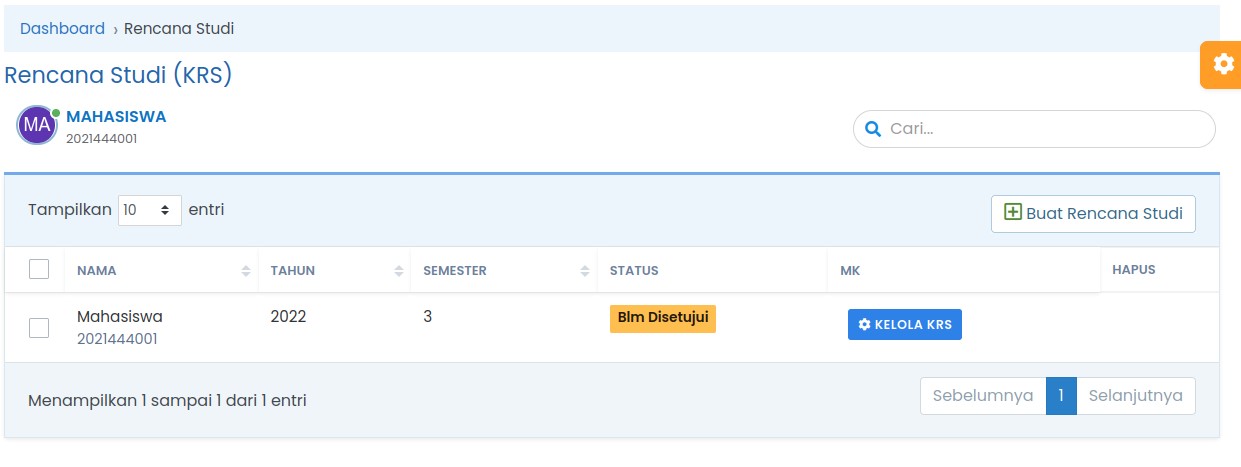 Dashboard › Rencana Studi
Rencana Studi (KRS)
MA
MAHASISWA
2021444001
Cari...
Tampilkan 10 entri
Buat Rencana Studi
NAMA TAHUN SEMESTER STATUS MK HAPUS
Mahasiswa 2022 3 Blm Disetujui KELOLA KRS
2021444001
Menampilkan 1 sampai 1 dari 1 entri
Sebelumnya 1 Selanjutnya